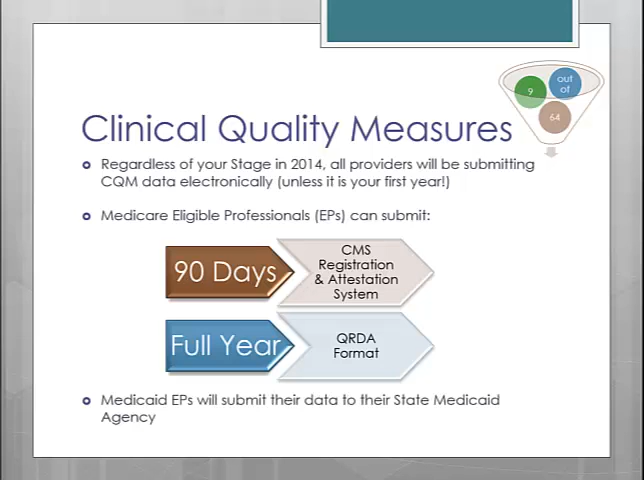 9
out
of
64
Clinical Quality Measures
Regardless of your Stage in 2014, all providers will be submitting
CQM data electronically (unless it is your first year!)
Medicare Eligible Professionals (EPs) can submit:
90 Days
CMS
Registration
& Attestation
System
Full Year
QRDA
Format
Medicaid EPs will submit their data to their State Medicaid
Agency